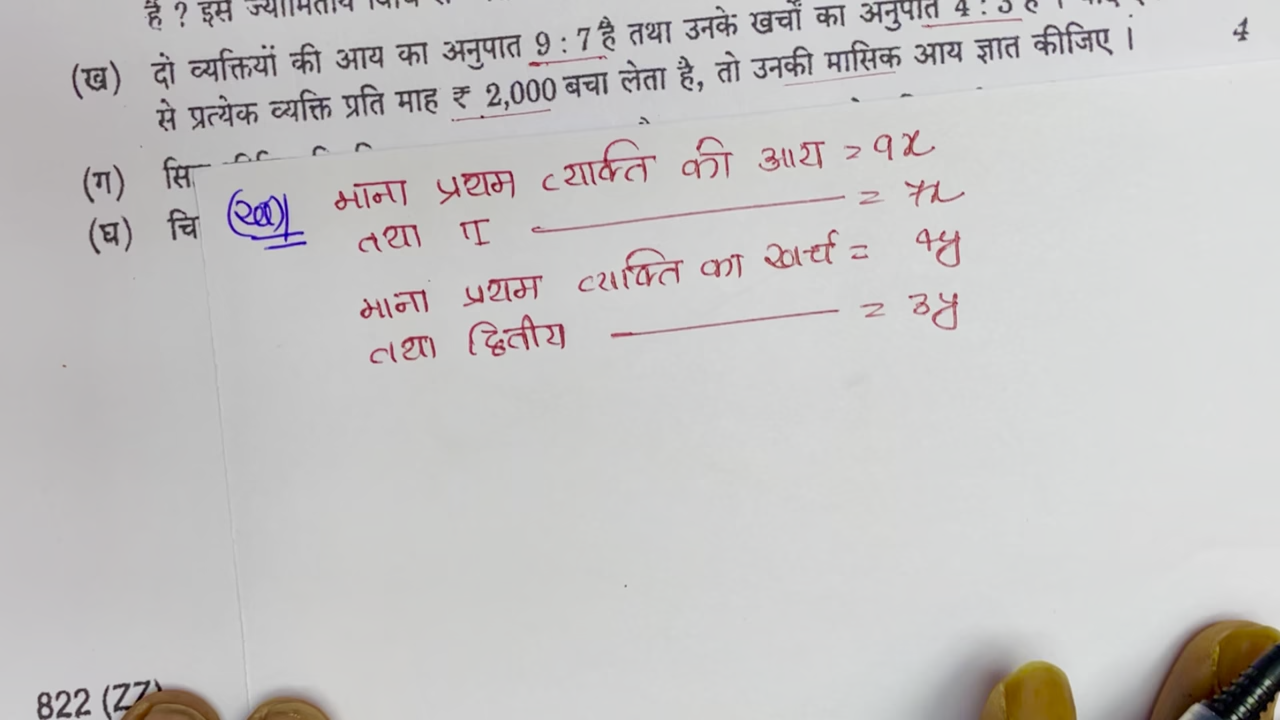 है ? इसे ज्यामितीय
(ख) दो व्यक्तियों की आय का अनुपात 9 : 7 है तथा उनके खर्चों का अनुपात 4 : 3 है
से प्रत्येक व्यक्ति प्रति माह ₹ 2,000 बचा लेता है, तो उनकी मासिक आय ज्ञात कीजिए । 4
(ग) सि
(घ) चि
(ख) माना प्रथम व्यक्ति की आय = 9x
तथा II ——— = 7x
माना प्रथम व्यक्ति का खर्च = 4y
तथा द्वितीय ——— = 3y
822 (ZZ)